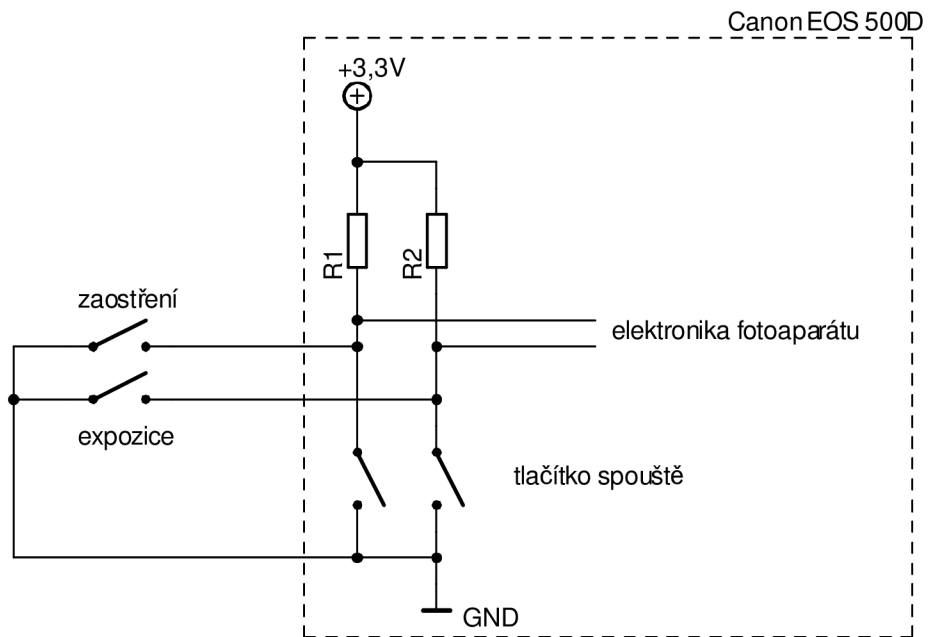 Canon EOS 500D
+3,3V
R1
R2
zaostření
elektronika fotoaparátu
expozice
tlačítko spouště
GND